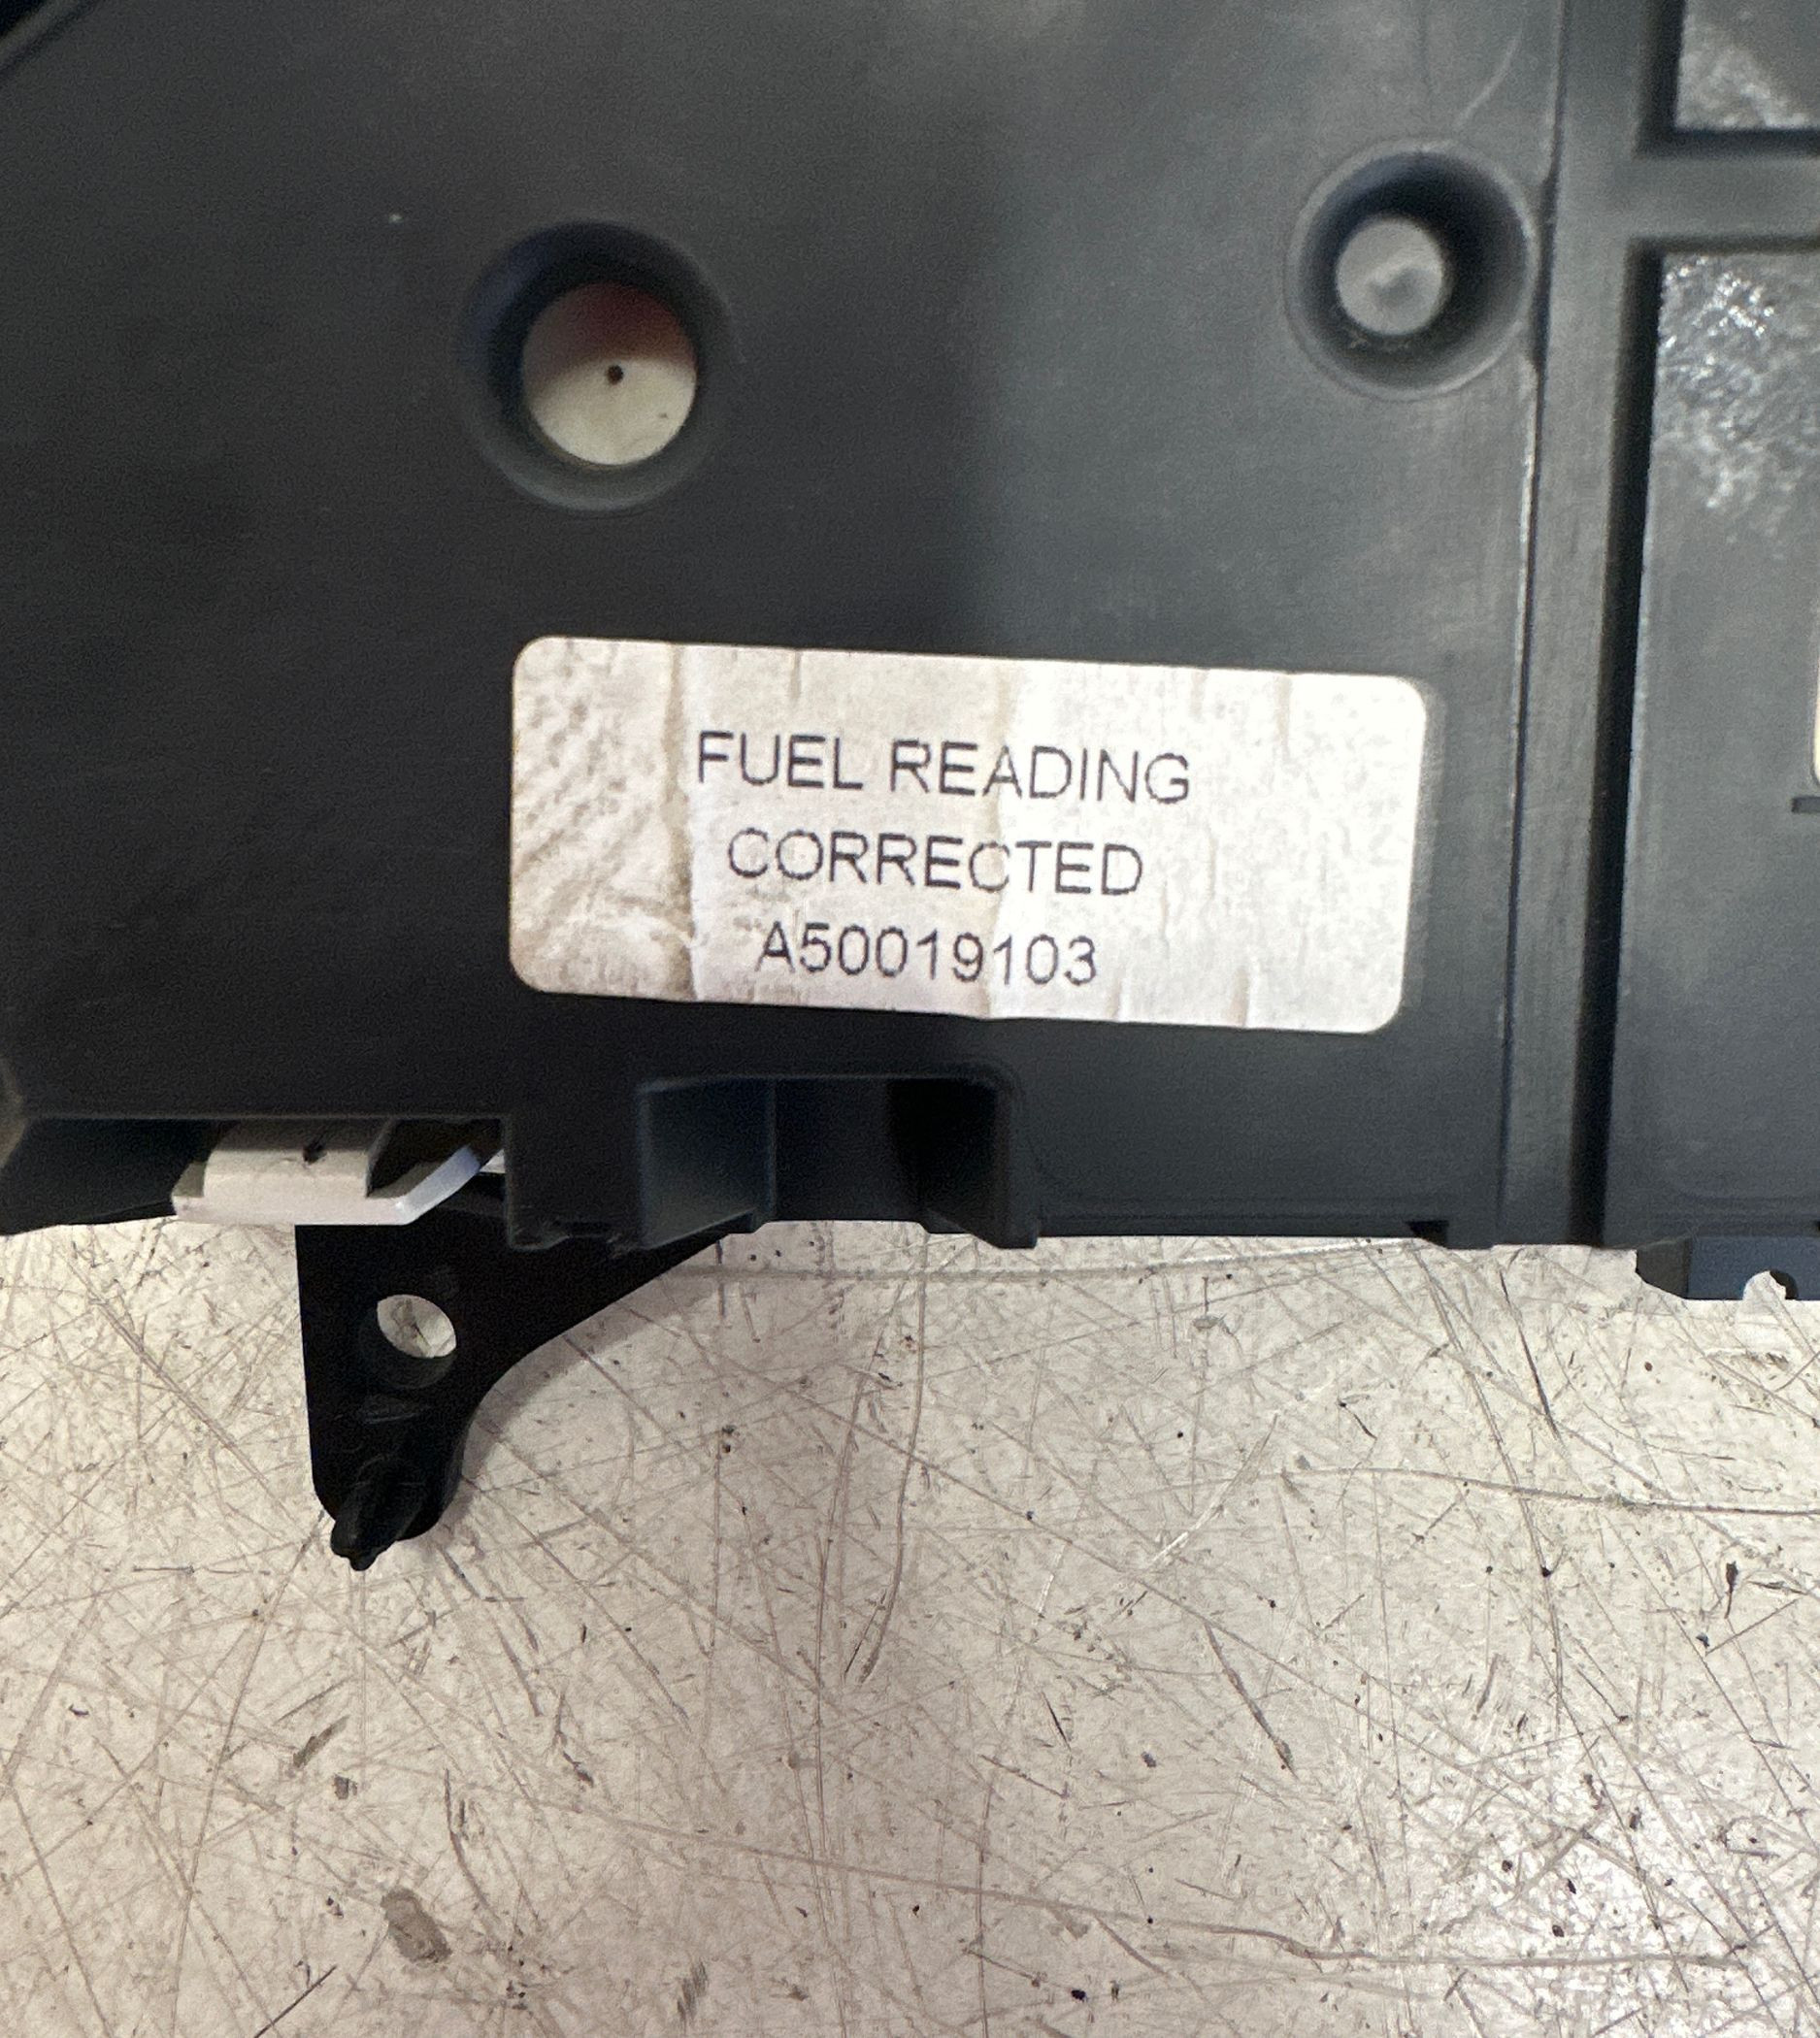 FUEL READING
CORRECTED
A50019103